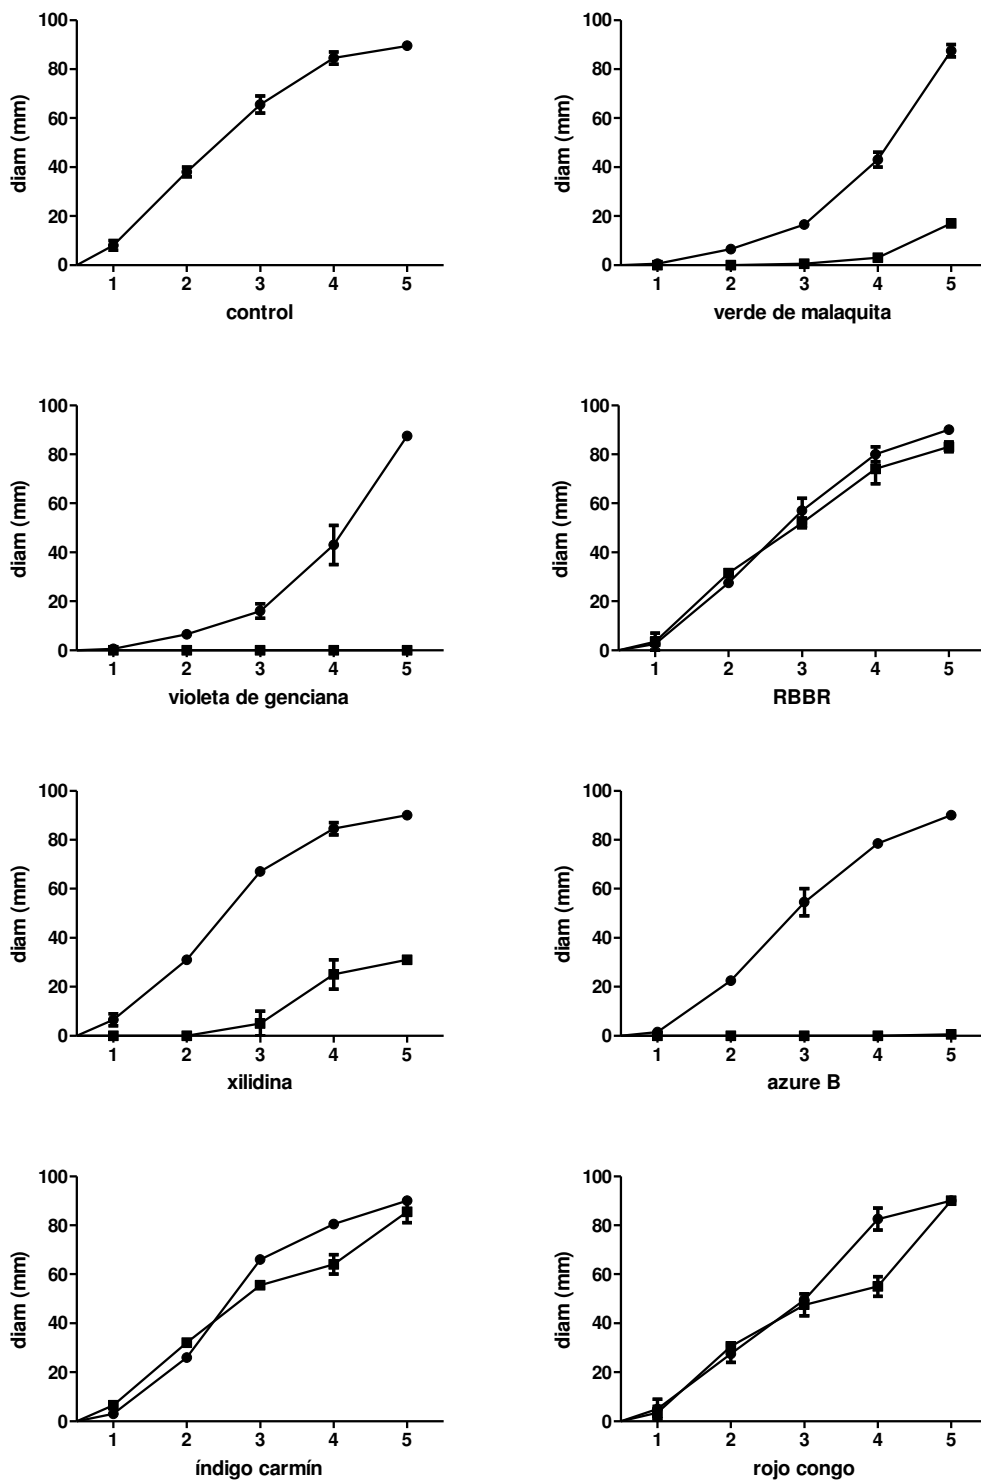 100
80
60
40
20
0
diam (mm)
1 2 3 4 5
control
100
80
60
40
20
0
diam (mm)
1 2 3 4 5
verde de malaquita
100
80
60
40
20
0
diam (mm)
1 2 3 4 5
violeta de genciana
100
80
60
40
20
0
diam (mm)
1 2 3 4 5
RBBR
100
80
60
40
20
0
diam (mm)
1 2 3 4 5
xilidina
100
80
60
40
20
0
diam (mm)
1 2 3 4 5
azure B
100
80
60
40
20
0
diam (mm)
1 2 3 4 5
índigo carmín
100
80
60
40
20
0
diam (mm)
1 2 3 4 5
rojo congo